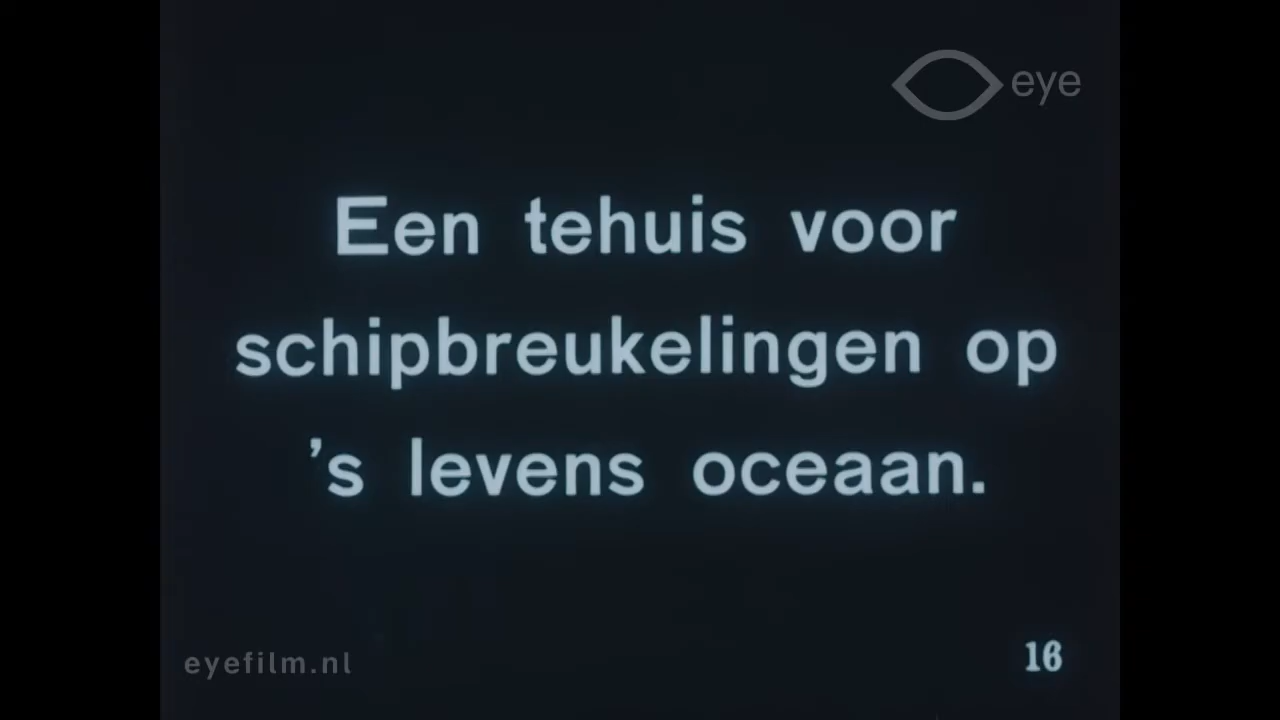 eye
Een tehuis voor
schipbreukelingen op
’s levens oceaan.
eyefilm.nl
16